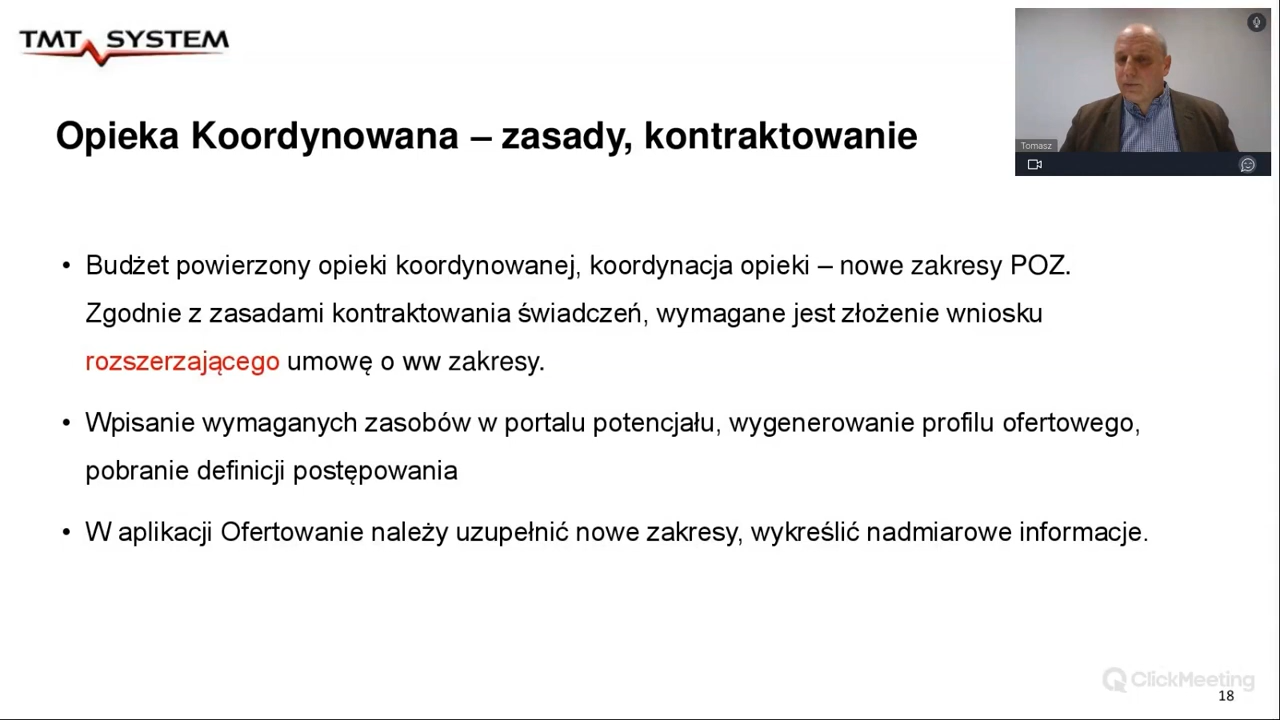 TMT SYSTEM
Tomasz
Opieka Koordynowana – zasady, kontraktowanie
• Budżet powierzony opieki koordynowanej, koordynacja opieki – nowe zakresy POZ.
Zgodnie z zasadami kontraktowania świadczeń, wymagane jest złożenie wniosku
rozszerzającego umowę o ww zakresy.
• Wpisanie wymaganych zasobów w portalu potencjału, wygenerowanie profilu ofertowego,
pobranie definicji postępowania
• W aplikacji Ofertowanie należy uzupełnić nowe zakresy, wykreślić nadmiarowe informacje.
ClickMeeting
18